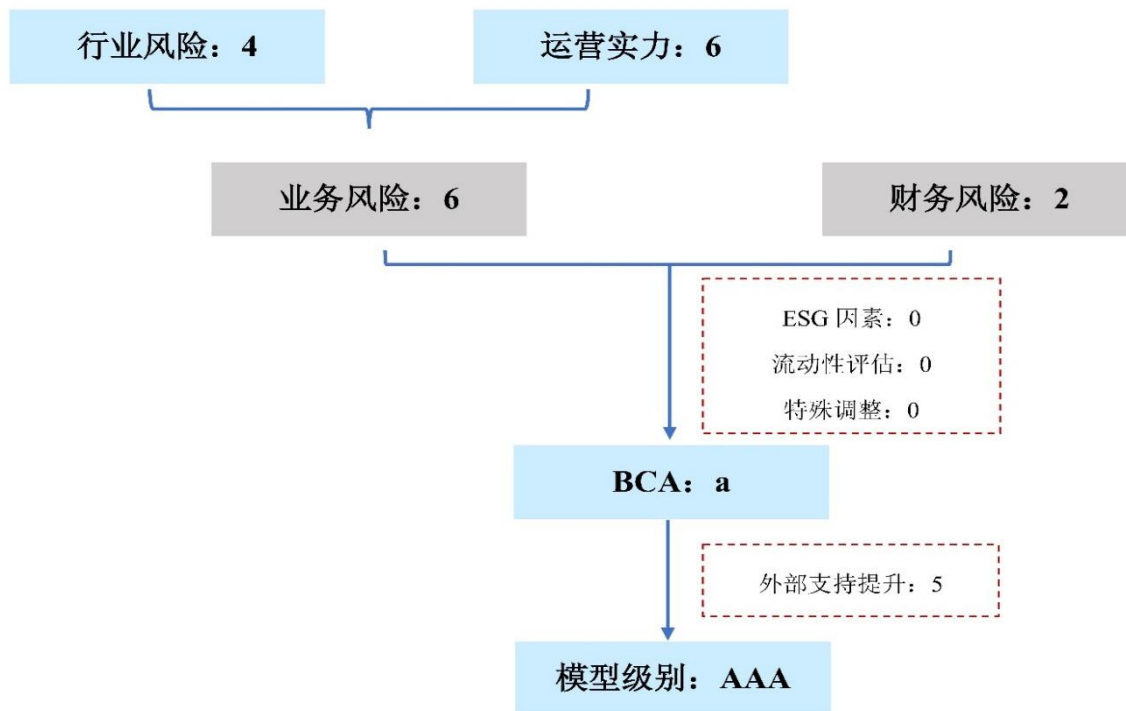 行业风险：4
运营实力：6
业务风险：6
财务风险：2
ESG 因素：0
流动性评估：0
特殊调整：0
BCA：a
外部支持提升：5
模型级别：AAA